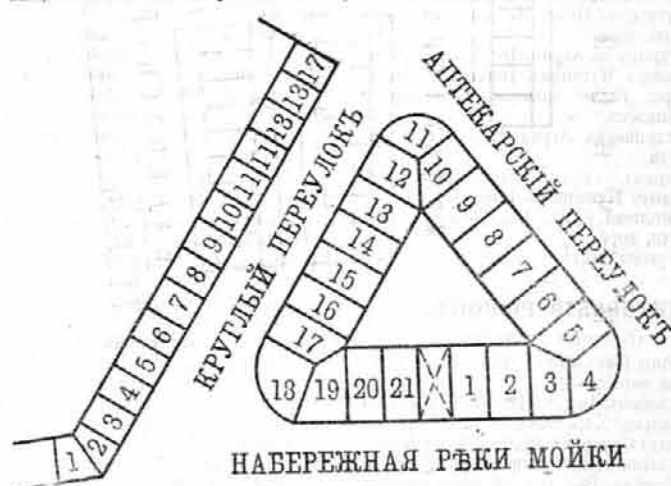 1 2 3 4 5 6 7 8 9 10 11 11 13 13 17
КРУГЛЫЙ ПЕРЕУЛОКЪ
АПТЕКАРСКІЙ ПЕРЕУЛОКЪ
11 10 9 8 7 6 5
12 13 14 15 16 17
18 19 20 21 1 2 3 4
НАБЕРЕЖНАЯ РѢКИ МОЙКИ